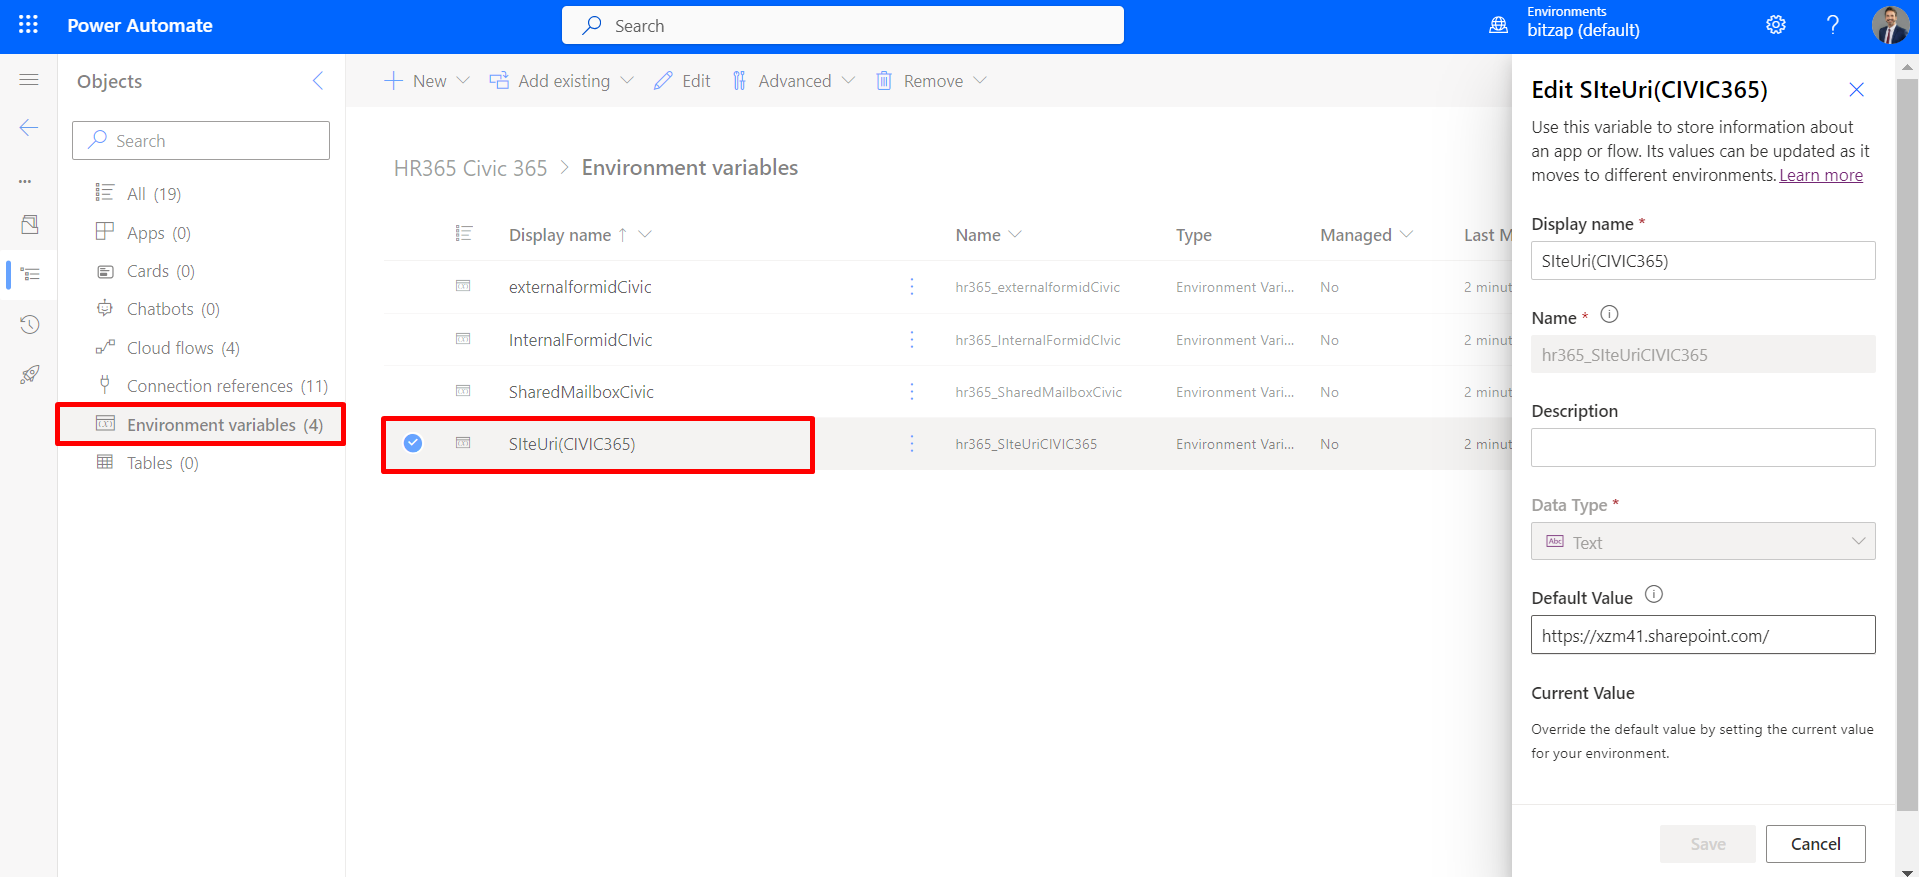 Power Automate
Search
Environments
bitzap (default)
Objects
Search
All (19)
Apps (0)
Cards (0)
Chatbots (0)
Cloud flows (4)
Connection references (11)
Environment variables (4)
Tables (0)
New
Add existing
Edit
Advanced
Remove
HR365 Civic 365 > Environment variables
Display name ↑ Name Type Managed Last M
externalformidCivic hr365_externalformidCivic Environment Vari... No 2 minut
InternalFormidCIvic hr365_InternalFormidCIvic Environment Vari... No 2 minut
SharedMailboxCivic hr365_SharedMailboxCivic Environment Vari... No 2 minut
SIteUri(CIVIC365) hr365_SIteUriCIVIC365 Environment Vari... No 2 minut
Edit SIteUri(CIVIC365)
Use this variable to store information about
an app or flow. Its values can be updated as it
moves to different environments. Learn more
Display name *
SIteUri(CIVIC365)
Name *
hr365_SIteUriCIVIC365
Description
Data Type *
Abc Text
Default Value
https://xzm41.sharepoint.com/
Current Value
Override the default value by setting the current value
for your environment.
Save
Cancel